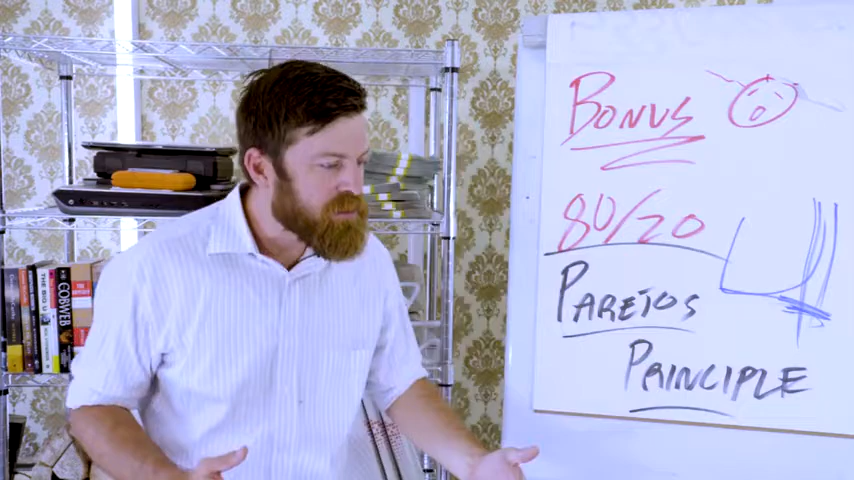 BONUS
80/20
PARETOS
PRINCIPLE
THE BIG U
COBWEB